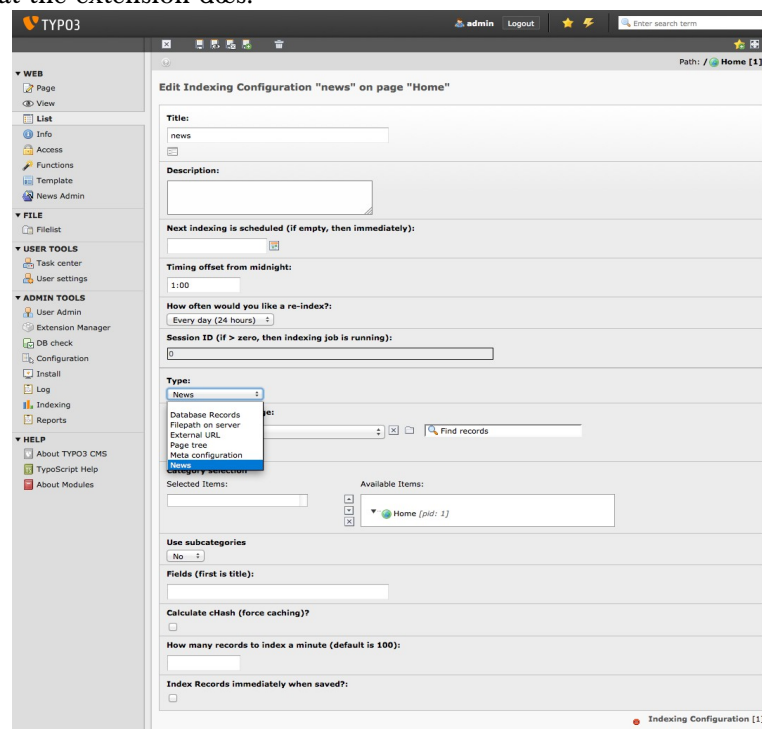 at the extension does.
TYPO3
admin Logout Enter search term
Path: / Home [1]
WEB
Page
View
List
Info
Access
Functions
Template
News Admin
FILE
Filelist
USER TOOLS
Task center
User settings
ADMIN TOOLS
User Admin
Extension Manager
DB check
Configuration
Install
Log
Indexing
Reports
HELP
About TYPO3 CMS
TypoScript Help
About Modules
Edit Indexing Configuration "news" on page "Home"
Title:
news
Description:
Next indexing is scheduled (if empty, then immediately):
Timing offset from midnight:
1:00
How often would you like a re-index?:
Every day (24 hours)
Session ID (if > zero, then indexing job is running):
0
Type:
News
Database Records
Filepath on server
External URL
Page tree
Meta configuration
News
ge:
Find records
Category selection
Selected Items: Available Items:
Home [pid: 1]
Use subcategories
No
Fields (first is title):
Calculate cHash (force caching)?
How many records to index a minute (default is 100):
Index Records immediately when saved?:
Indexing Configuration [1]